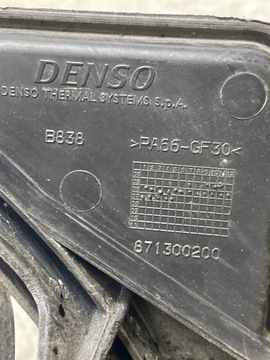 DENSO
DENSO THERMAL SYSTEMS S.p.A.
B838
>PA66-GF30<
871300200